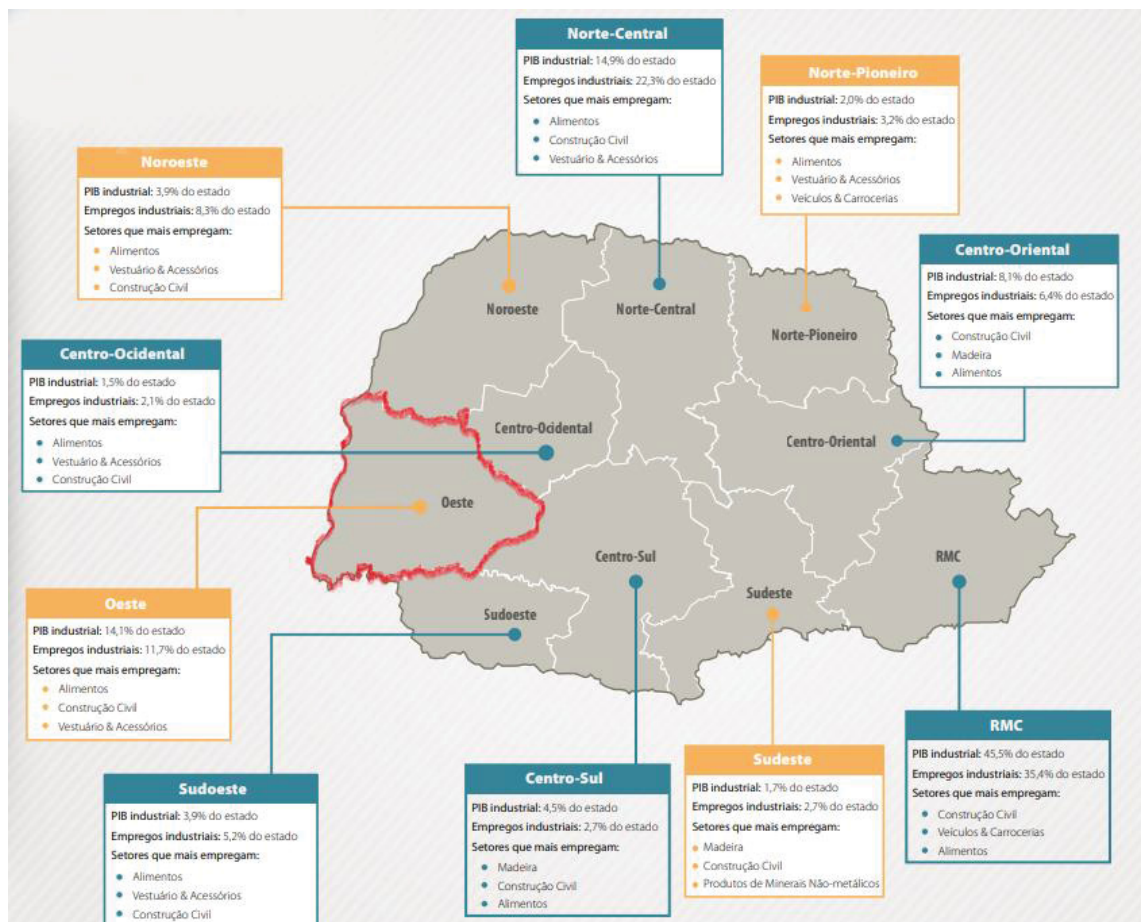 Norte-Central
PIB industrial: 14,9% do estado
Empregos industriais: 22,3% do estado
Setores que mais empregam:
Alimentos
Construção Civil
Vestuário & Acessórios
Norte-Pioneiro
PIB industrial: 2,0% do estado
Empregos industriais: 3,2% do estado
Setores que mais empregam:
Alimentos
Vestuário & Acessórios
Veículos & Carrocerias
Noroeste
PIB industrial: 3,9% do estado
Empregos industriais: 8,3% do estado
Setores que mais empregam:
Alimentos
Vestuário & Acessórios
Construção Civil
Centro-Oriental
PIB industrial: 8,1% do estado
Empregos industriais: 6,4% do estado
Setores que mais empregam:
Construção Civil
Madeira
Alimentos
Centro-Ocidental
PIB industrial: 1,5% do estado
Empregos industriais: 2,1% do estado
Setores que mais empregam:
Alimentos
Vestuário & Acessórios
Construção Civil
Noroeste
Norte-Central
Norte-Pioneiro
Centro-Ocidental
Centro-Oriental
Oeste
Centro-Sul
RMC
Sudeste
Sudoeste
Oeste
PIB industrial: 14,1% do estado
Empregos industriais: 11,7% do estado
Setores que mais empregam:
Alimentos
Construção Civil
Vestuário & Acessórios
Sudoeste
PIB industrial: 3,9% do estado
Empregos industriais: 5,2% do estado
Setores que mais empregam:
Alimentos
Vestuário & Acessórios
Construção Civil
Centro-Sul
PIB industrial: 4,5% do estado
Empregos industriais: 2,7% do estado
Setores que mais empregam:
Madeira
Construção Civil
Alimentos
Sudeste
PIB industrial: 1,7% do estado
Empregos industriais: 2,7% do estado
Setores que mais empregam:
Madeira
Construção Civil
Produtos de Minerais Não-metálicos
RMC
PIB industrial: 45,5% do estado
Empregos industriais: 35,4% do estado
Setores que mais empregam:
Construção Civil
Veículos & Carrocerias
Alimentos